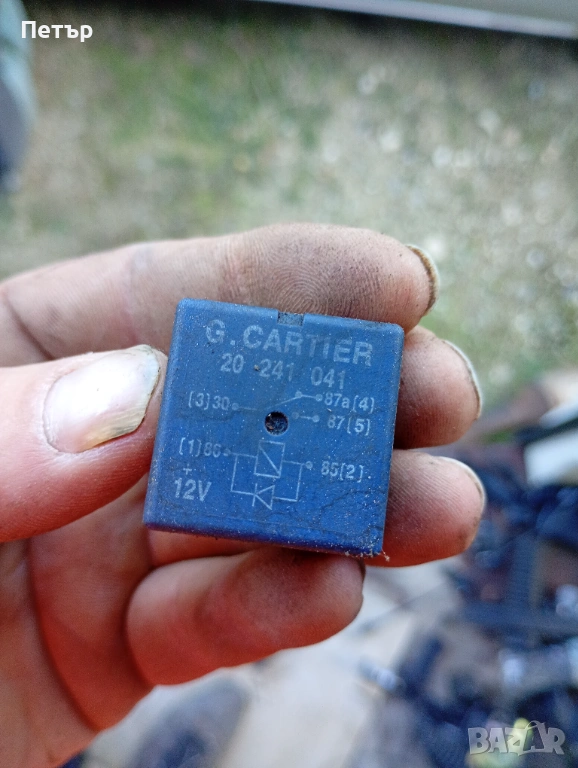 Петър
G. CARTIER
20 241 041
[3]30 87a[4]
87[5]
[1]86 85[2]
+
12V
BAZAR